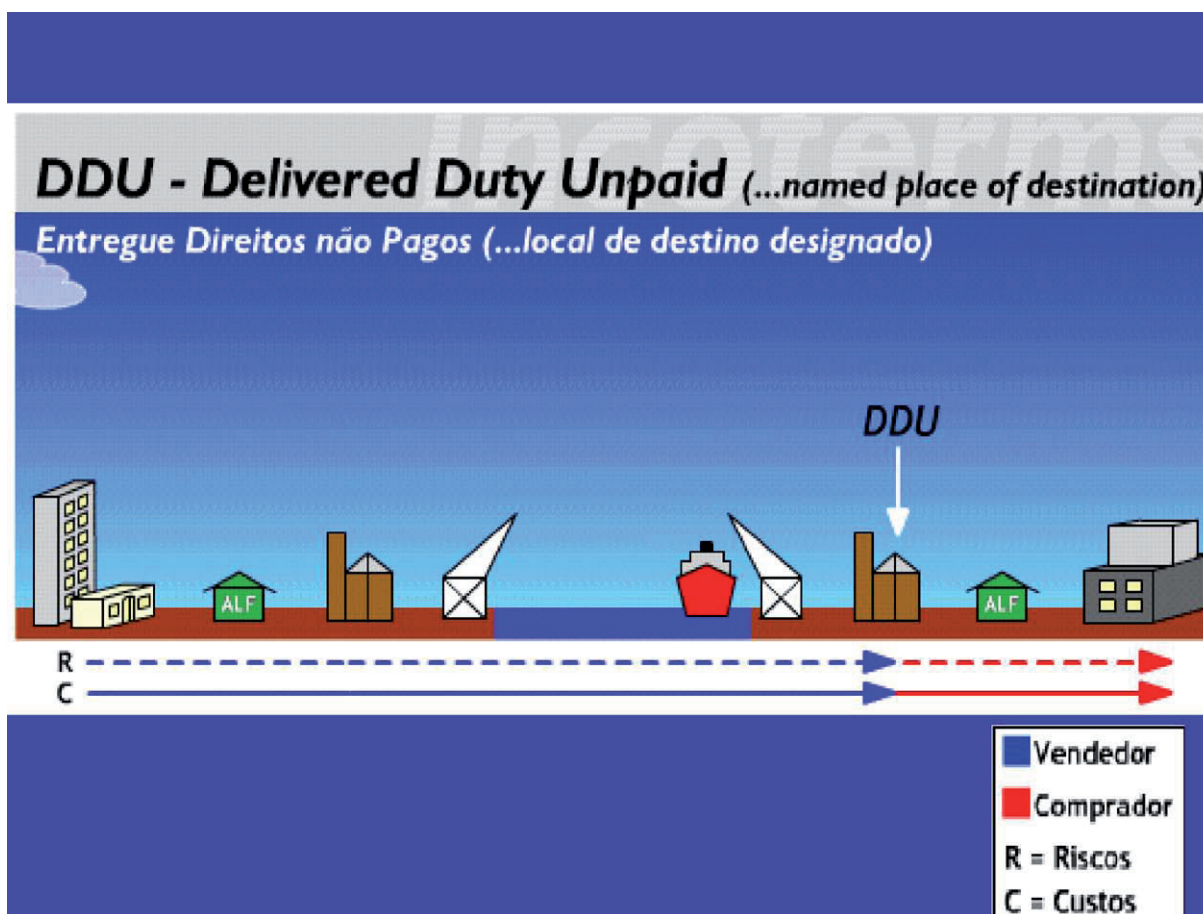 Incoterms
DDU - Delivered Duty Unpaid (...named place of destination)
Entregue Direitos não Pagos (...local de destino designado)
DDU
ALF
ALF
R
C
Vendedor
Comprador
R = Riscos
C = Custos